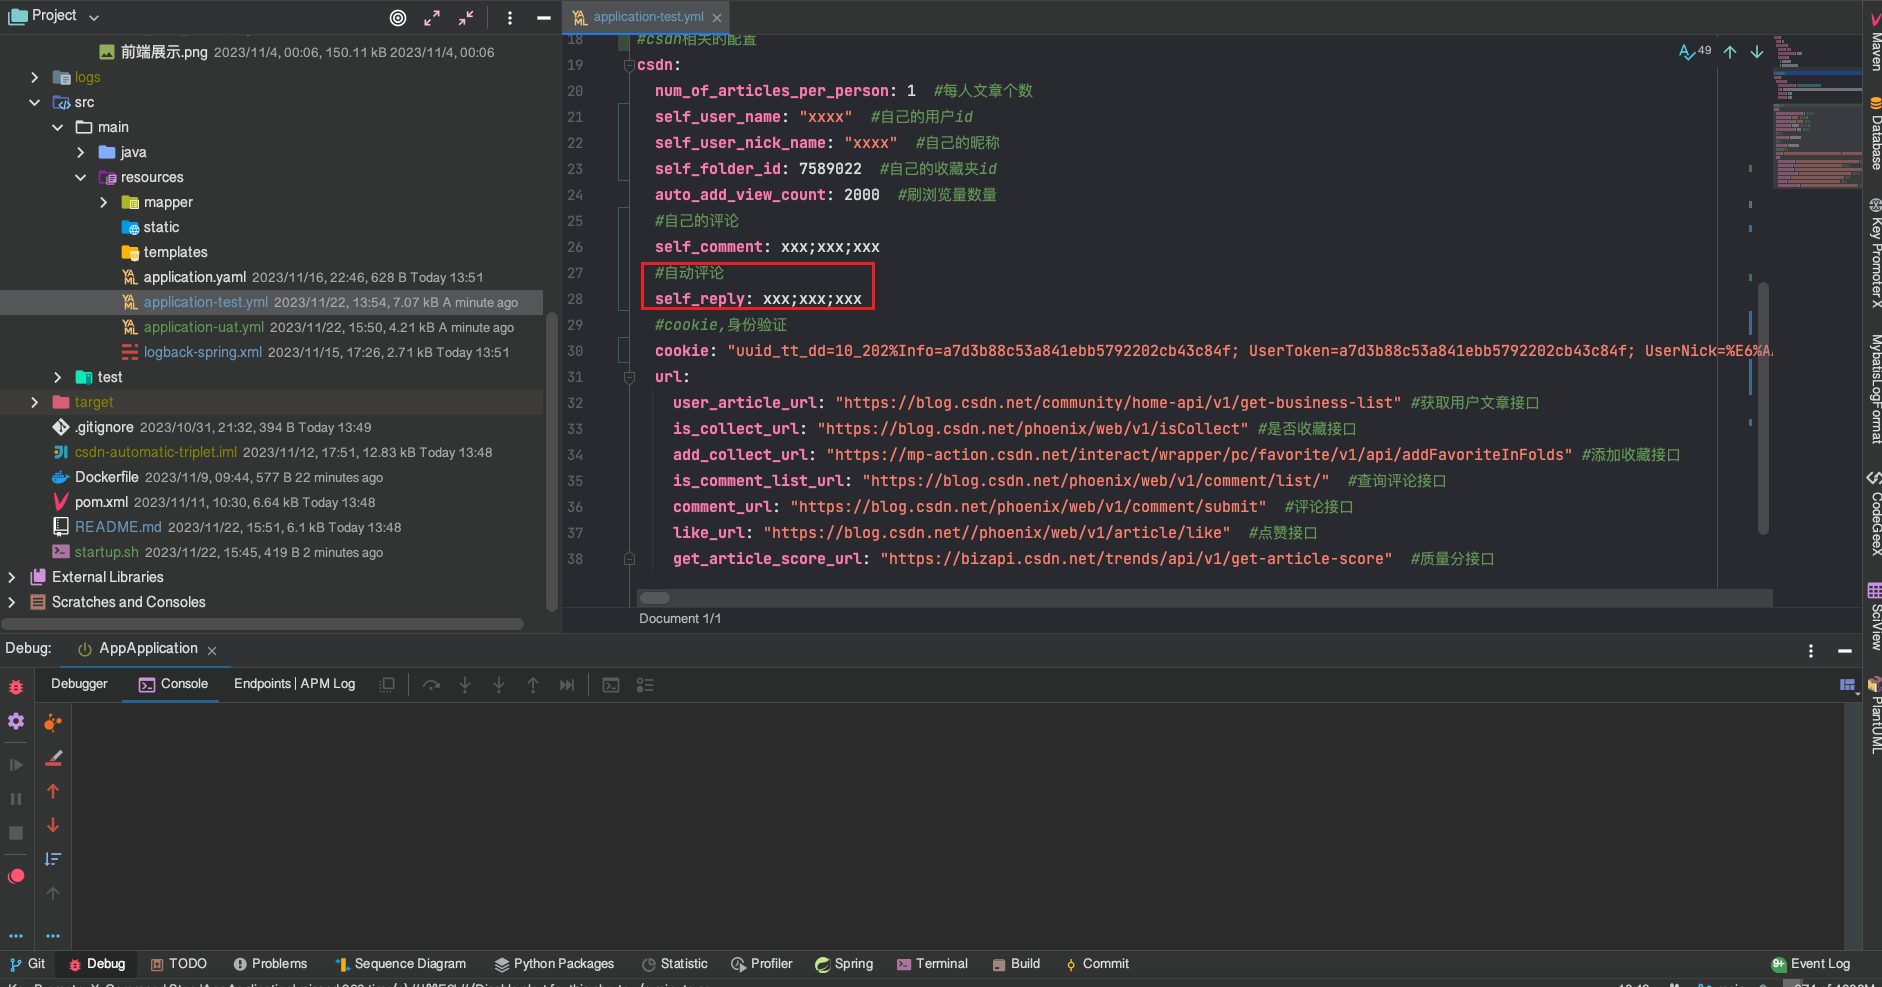 Project
application-test.yml
前端展示.png 2023/11/4, 00:06, 150.11 kB 2023/11/4, 00:06
logs
src
main
java
resources
mapper
static
templates
application.yaml 2023/11/16, 22:46, 628 B Today 13:51
application-test.yml 2023/11/22, 13:54, 7.07 kB A minute ago
application-uat.yml 2023/11/22, 15:50, 4.21 kB A minute ago
logback-spring.xml 2023/11/15, 17:26, 2.71 kB Today 13:51
test
target
.gitignore 2023/10/31, 21:32, 394 B Today 13:49
csdn-automatic-triplet.iml 2023/11/12, 17:51, 12.83 kB Today 13:48
Dockerfile 2023/11/9, 09:44, 577 B 22 minutes ago
pom.xml 2023/11/11, 10:30, 6.64 kB Today 13:48
README.md 2023/11/22, 15:51, 6.1 kB Today 13:48
startup.sh 2023/11/22, 15:45, 419 B 2 minutes ago
External Libraries
Scratches and Consoles
18 #csdn相关的配置
19 csdn:
20 num_of_articles_per_person: 1 #每人文章个数
21 self_user_name: "xxxx" #自己的用户id
22 self_user_nick_name: "xxxx" #自己的昵称
23 self_folder_id: 7589022 #自己的收藏夹id
24 auto_add_view_count: 2000 #刷浏览量数量
25 #自己的评论
26 self_comment: xxx;xxx;xxx
27 #自动评论
28 self_reply: xxx;xxx;xxx
29 #cookie,身份验证
30 cookie: "uuid_tt_dd=10_202%Info=a7d3b88c53a841ebb5792202cb43c84f; UserToken=a7d3b88c53a841ebb5792202cb43c84f; UserNick=%E6%A
31 url:
32 user_article_url: "https://blog.csdn.net/community/home-api/v1/get-business-list" #获取用户文章接口
33 is_collect_url: "https://blog.csdn.net/phoenix/web/v1/isCollect" #是否收藏接口
34 add_collect_url: "https://mp-action.csdn.net/interact/wrapper/pc/favorite/v1/api/addFavoriteInFolds" #添加收藏接口
35 is_comment_list_url: "https://blog.csdn.net/phoenix/web/v1/comment/list/" #查询评论接口
36 comment_url: "https://blog.csdn.net/phoenix/web/v1/comment/submit" #评论接口
37 like_url: "https://blog.csdn.net//phoenix/web/v1/article/like" #点赞接口
38 get_article_score_url: "https://bizapi.csdn.net/trends/api/v1/get-article-score" #质量分接口
49
Document 1/1
Maven
Database
Key Promoter X
MybatisLogFormat
CodeGeeX
SciView
PlantUML
Debug: AppApplication
Debugger Console Endpoints | APM Log
Git Debug TODO Problems Sequence Diagram Python Packages Statistic Profiler Spring Terminal Build Commit 9+ Event Log